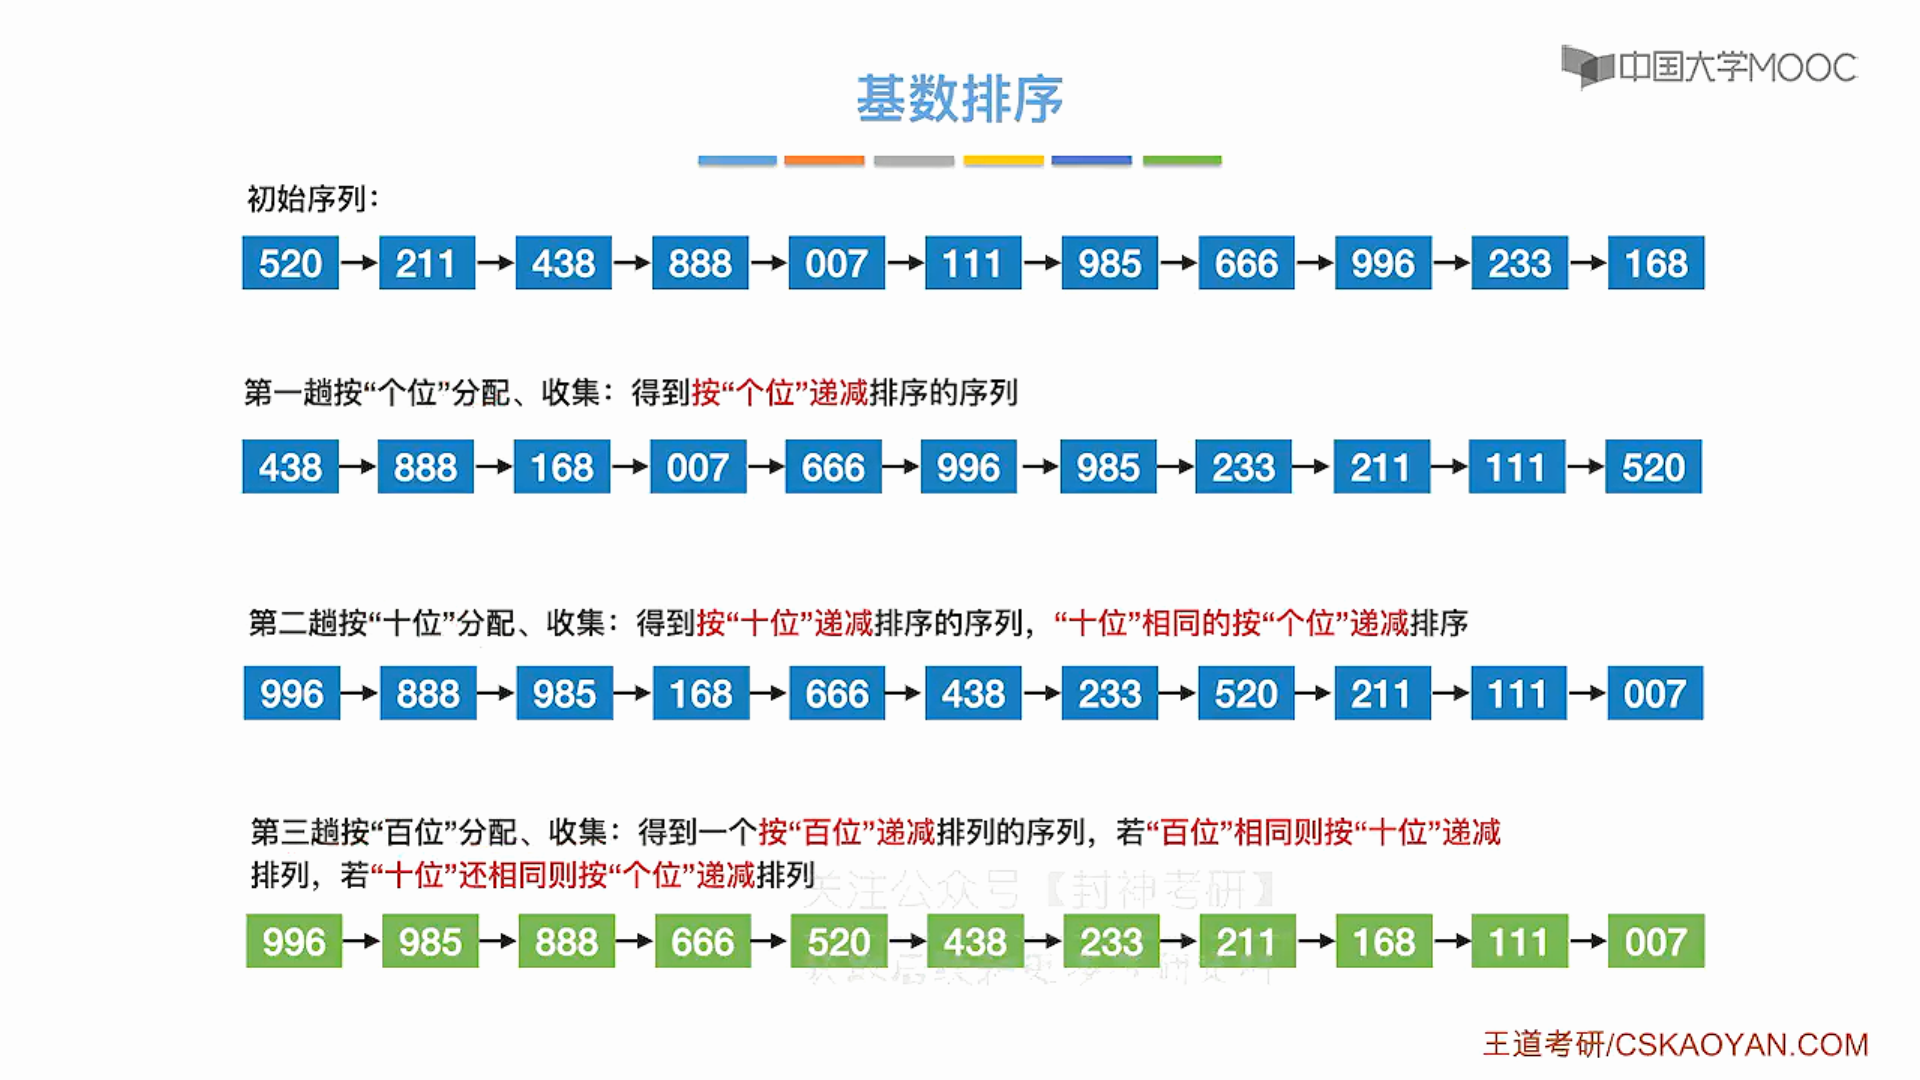 中国大学MOOC
基数排序
初始序列：
520 211 438 888 007 111 985 666 996 233 168
第一趟按“个位”分配、收集：得到按“个位”递减排序的序列
438 888 168 007 666 996 985 233 211 111 520
第二趟按“十位”分配、收集：得到按“十位”递减排序的序列，“十位”相同的按“个位”递减排序
996 888 985 168 666 438 233 520 211 111 007
第三趟按“百位”分配、收集：得到一个按“百位”递减排列的序列，若“百位”相同则按“十位”递减
排列，若“十位”还相同则按“个位”递减排列
关注公众号【封神考研】
996 985 888 666 520 438 233 211 168 111 007
王道考研/CSKAOYAN.COM